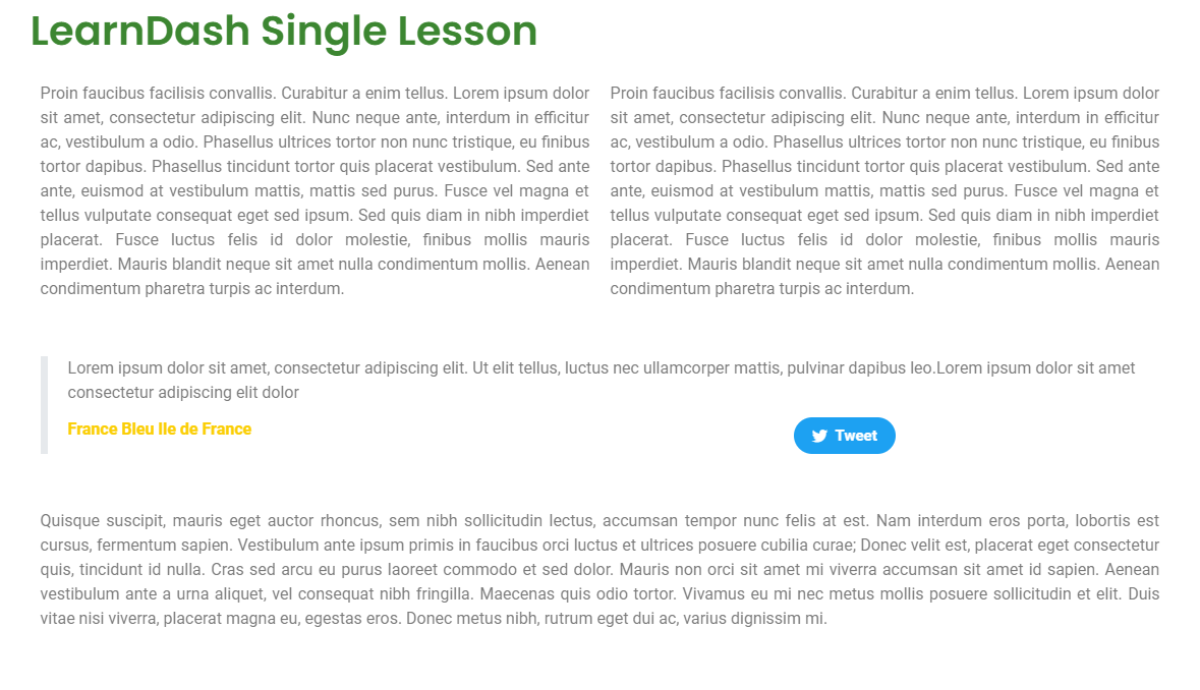 LearnDash Single Lesson
Proin faucibus facilisis convallis. Curabitur a enim tellus. Lorem ipsum dolor
sit amet, consectetur adipiscing elit. Nunc neque ante, interdum in efficitur
ac, vestibulum a odio. Phasellus ultrices tortor non nunc tristique, eu finibus
tortor dapibus. Phasellus tincidunt tortor quis placerat vestibulum. Sed ante
ante, euismod at vestibulum mattis, mattis sed purus. Fusce vel magna et
tellus vulputate consequat eget sed ipsum. Sed quis diam in nibh imperdiet
placerat. Fusce luctus felis id dolor molestie, finibus mollis mauris
imperdiet. Mauris blandit neque sit amet nulla condimentum mollis. Aenean
condimentum pharetra turpis ac interdum.
Proin faucibus facilisis convallis. Curabitur a enim tellus. Lorem ipsum dolor
sit amet, consectetur adipiscing elit. Nunc neque ante, interdum in efficitur
ac, vestibulum a odio. Phasellus ultrices tortor non nunc tristique, eu finibus
tortor dapibus. Phasellus tincidunt tortor quis placerat vestibulum. Sed ante
ante, euismod at vestibulum mattis, mattis sed purus. Fusce vel magna et
tellus vulputate consequat eget sed ipsum. Sed quis diam in nibh imperdiet
placerat. Fusce luctus felis id dolor molestie, finibus mollis mauris
imperdiet. Mauris blandit neque sit amet nulla condimentum mollis. Aenean
condimentum pharetra turpis ac interdum.
Lorem ipsum dolor sit amet, consectetur adipiscing elit. Ut elit tellus, luctus nec ullamcorper mattis, pulvinar dapibus leo.Lorem ipsum dolor sit amet
consectetur adipiscing elit dolor
France Bleu Ile de France
Tweet
Quisque suscipit, mauris eget auctor rhoncus, sem nibh sollicitudin lectus, accumsan tempor nunc felis at est. Nam interdum eros porta, lobortis est
cursus, fermentum sapien. Vestibulum ante ipsum primis in faucibus orci luctus et ultrices posuere cubilia curae; Donec velit est, placerat eget consectetur
quis, tincidunt id nulla. Cras sed arcu eu purus laoreet commodo et sed dolor. Mauris non orci sit amet mi viverra accumsan sit amet id sapien. Aenean
vestibulum ante a urna aliquet, vel consequat nibh fringilla. Maecenas quis odio tortor. Vivamus eu mi nec metus mollis posuere sollicitudin et elit. Duis
vitae nisi viverra, placerat magna eu, egestas eros. Donec metus nibh, rutrum eget dui ac, varius dignissim mi.